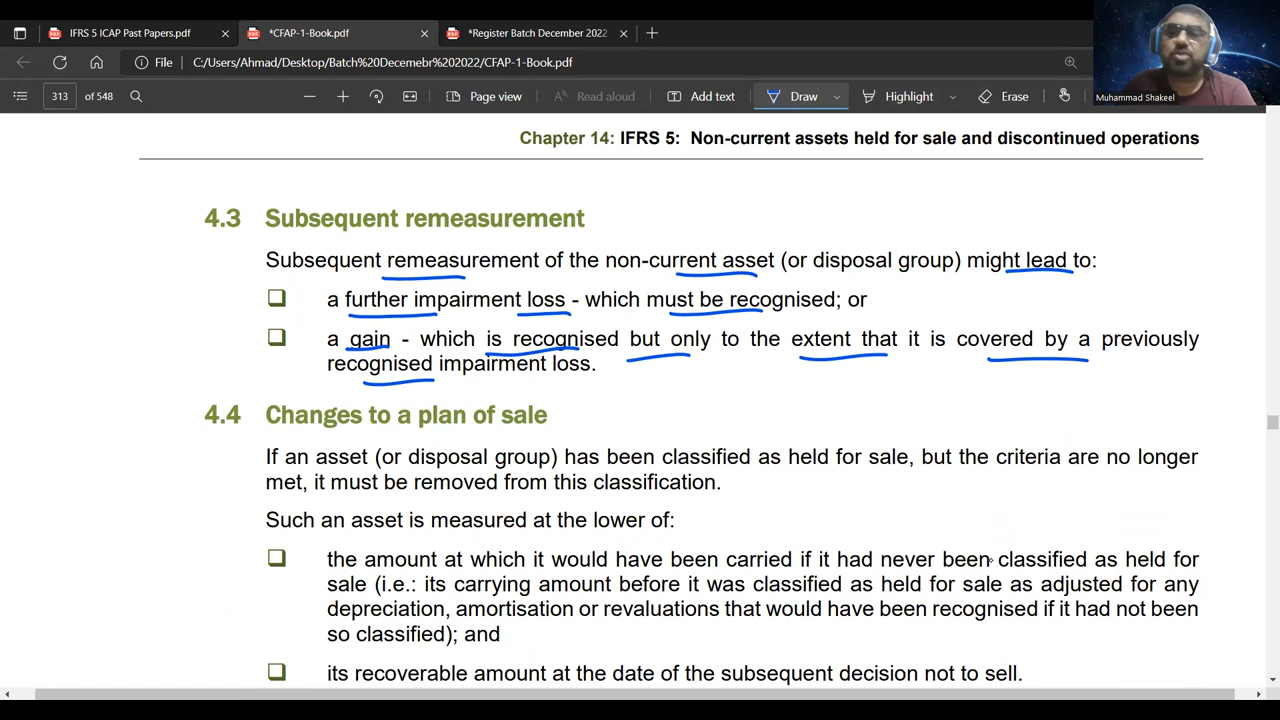 IFRS 5 ICAP Past Papers.pdf
*CFAP-1-Book.pdf
*Register Batch December 2022
File
C:/Users/Ahmad/Desktop/Batch%20Decemebr%202022/CFAP-1-Book.pdf
313 of 548
Page view
Read aloud
Add text
Draw
Highlight
Erase
Muhammad Shakeel
Chapter 14: IFRS 5: Non-current assets held for sale and discontinued operations
4.3 Subsequent remeasurement
Subsequent remeasurement of the non-current asset (or disposal group) might lead to:
a further impairment loss - which must be recognised; or
a gain - which is recognised but only to the extent that it is covered by a previously
recognised impairment loss.
4.4 Changes to a plan of sale
If an asset (or disposal group) has been classified as held for sale, but the criteria are no longer
met, it must be removed from this classification.
Such an asset is measured at the lower of:
the amount at which it would have been carried if it had never been classified as held for
sale (i.e.: its carrying amount before it was classified as held for sale as adjusted for any
depreciation, amortisation or revaluations that would have been recognised if it had not been
so classified); and
its recoverable amount at the date of the subsequent decision not to sell.